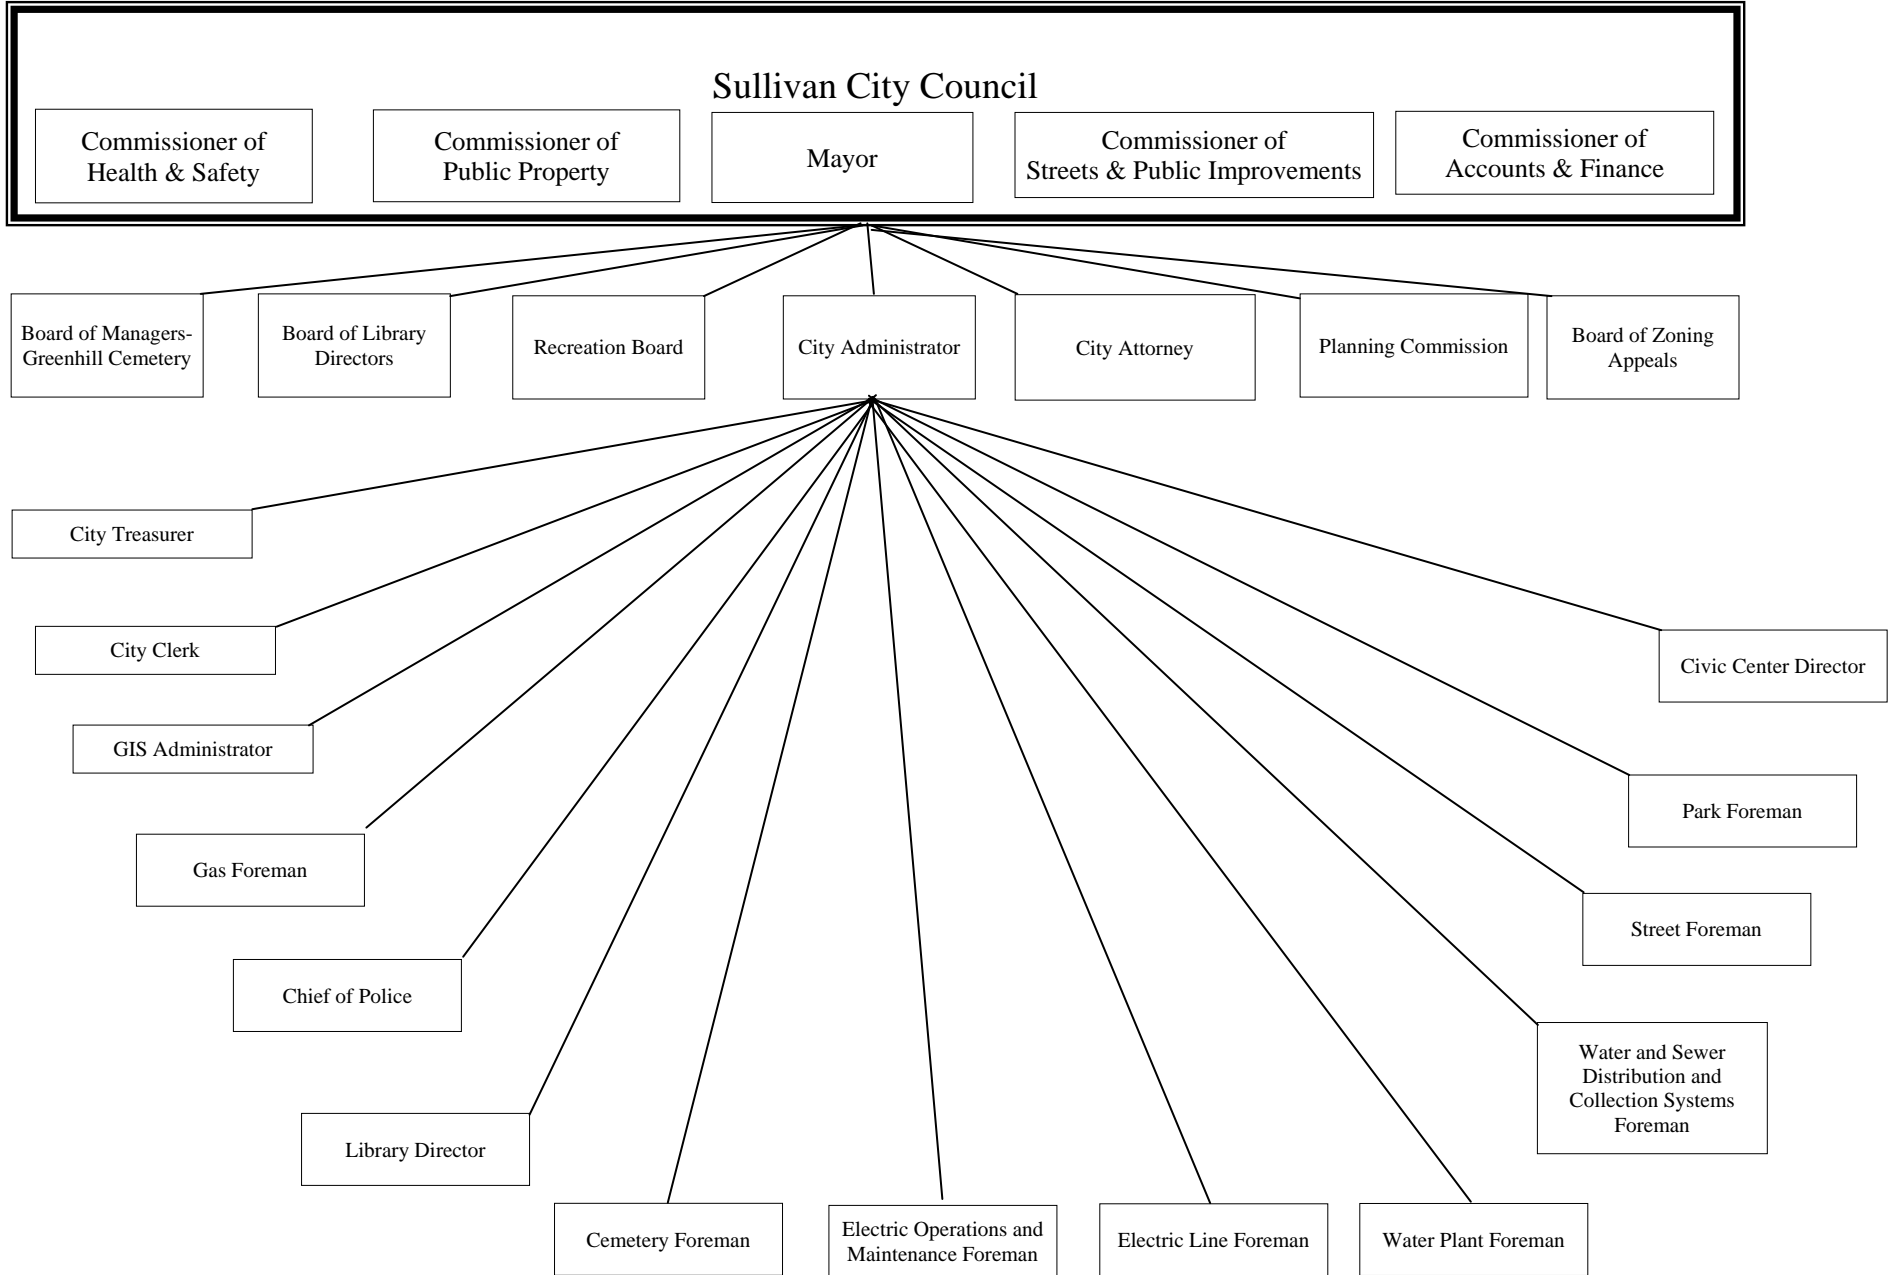 Sullivan City Council
Commissioner of
Health & Safety
Commissioner of
Public Property
Mayor
Commissioner of
Streets & Public Improvements
Commissioner of
Accounts & Finance
Board of Managers-
Greenhill Cemetery
Board of Library
Directors
Recreation Board
City Administrator
City Attorney
Planning Commission
Board of Zoning
Appeals
City Treasurer
City Clerk
GIS Administrator
Gas Foreman
Chief of Police
Library Director
Cemetery Foreman
Electric Operations and
Maintenance Foreman
Electric Line Foreman
Water Plant Foreman
Water and Sewer
Distribution and
Collection Systems
Foreman
Street Foreman
Park Foreman
Civic Center Director